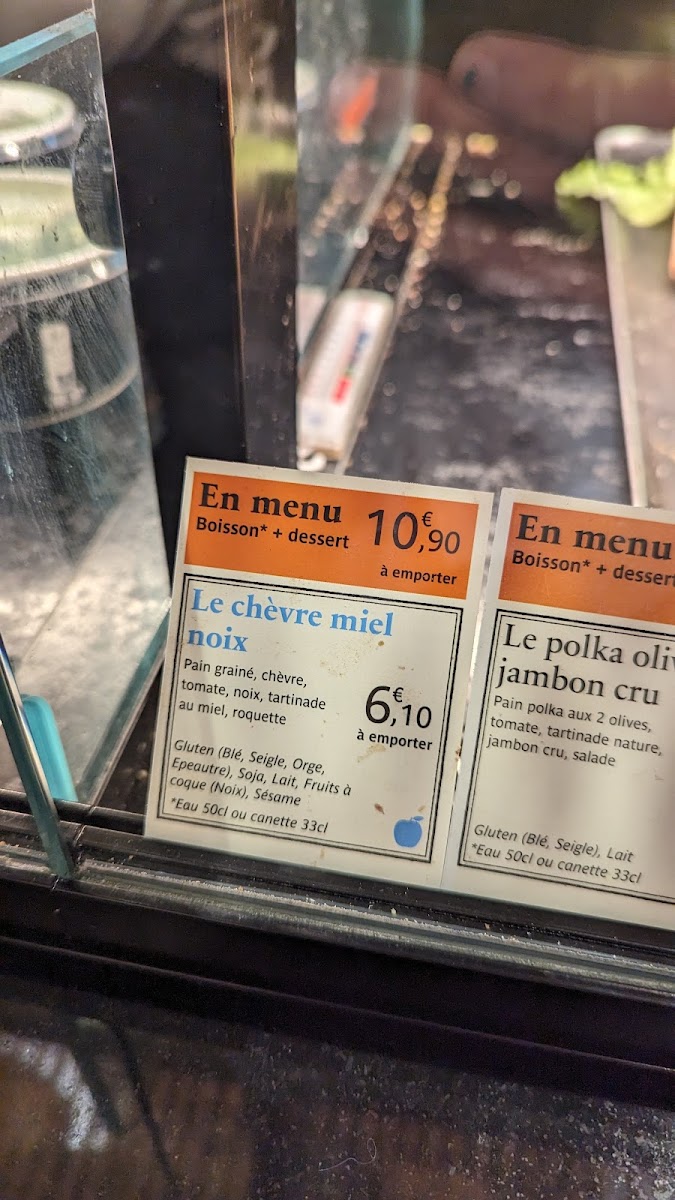 En menu
Boisson* + dessert
10,€90
à emporter
Le chèvre miel
noix
Pain grainé, chèvre,
tomate, noix, tartinade
au miel, roquette
6,€10
à emporter
Gluten (Blé, Seigle, Orge,
Epeautre), Soja, Lait, Fruits à
coque (Noix), Sésame
*Eau 50cl ou canette 33cl
En menu
Boisson* + dessert
Le polka oliv
jambon cru
Pain polka aux 2 olives,
tomate, tartinade nature,
jambon cru, salade
Gluten (Blé, Seigle), Lait
*Eau 50cl ou canette 33cl